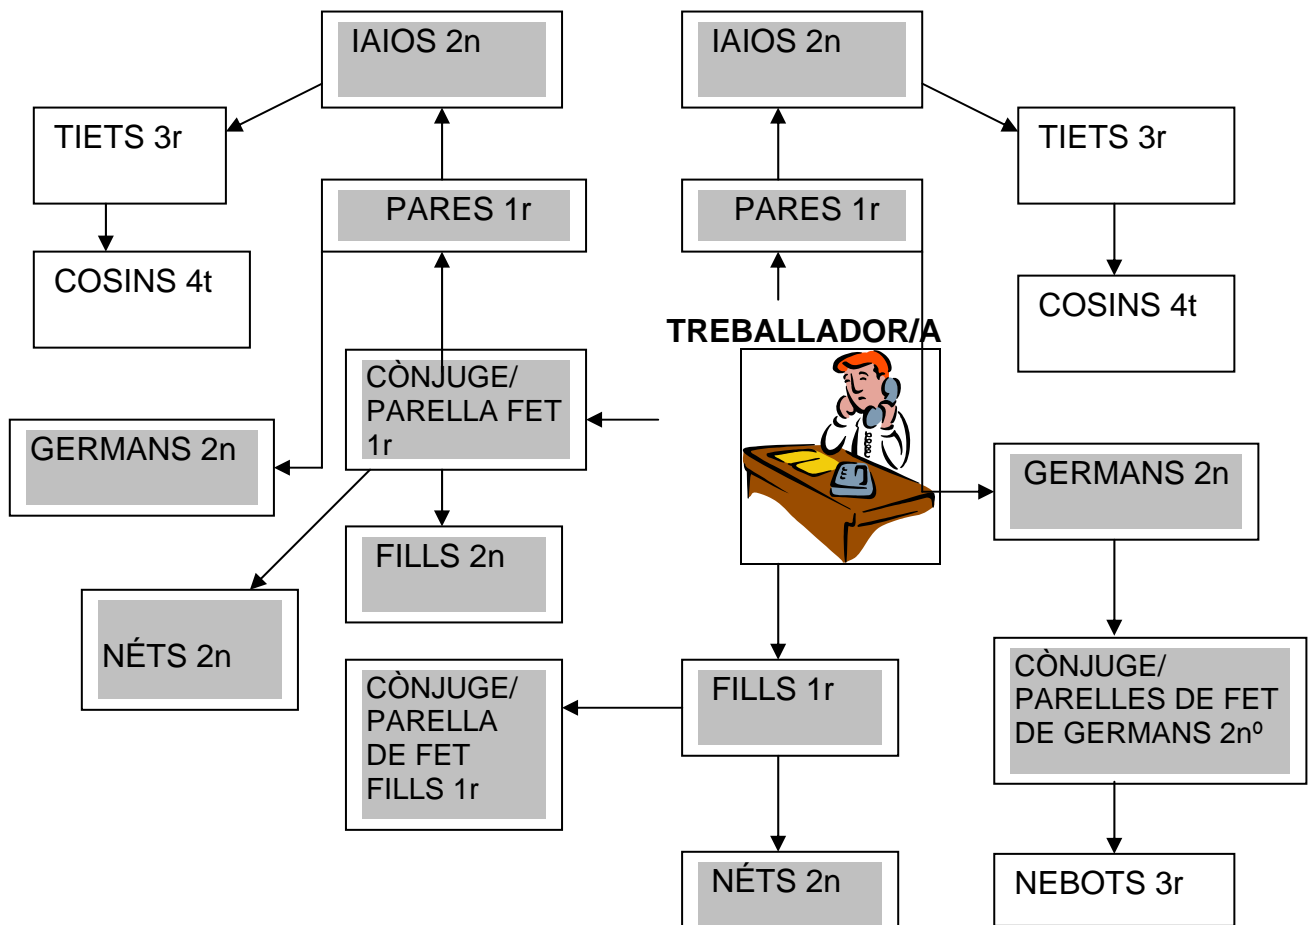 IAIOS 2n
IAIOS 2n
TIETS 3r
TIETS 3r
PARES 1r
PARES 1r
COSINS 4t
COSINS 4t
TREBALLADOR/A
CÒNJUGE/
PARELLA FET
1r
GERMANS 2n
GERMANS 2n
FILLS 2n
NÉTS 2n
CÒNJUGE/
PARELLA
DE FET
FILLS 1r
FILLS 1r
CÒNJUGE/
PARELLES DE FET
DE GERMANS 2nº
NÉTS 2n
NEBOTS 3r